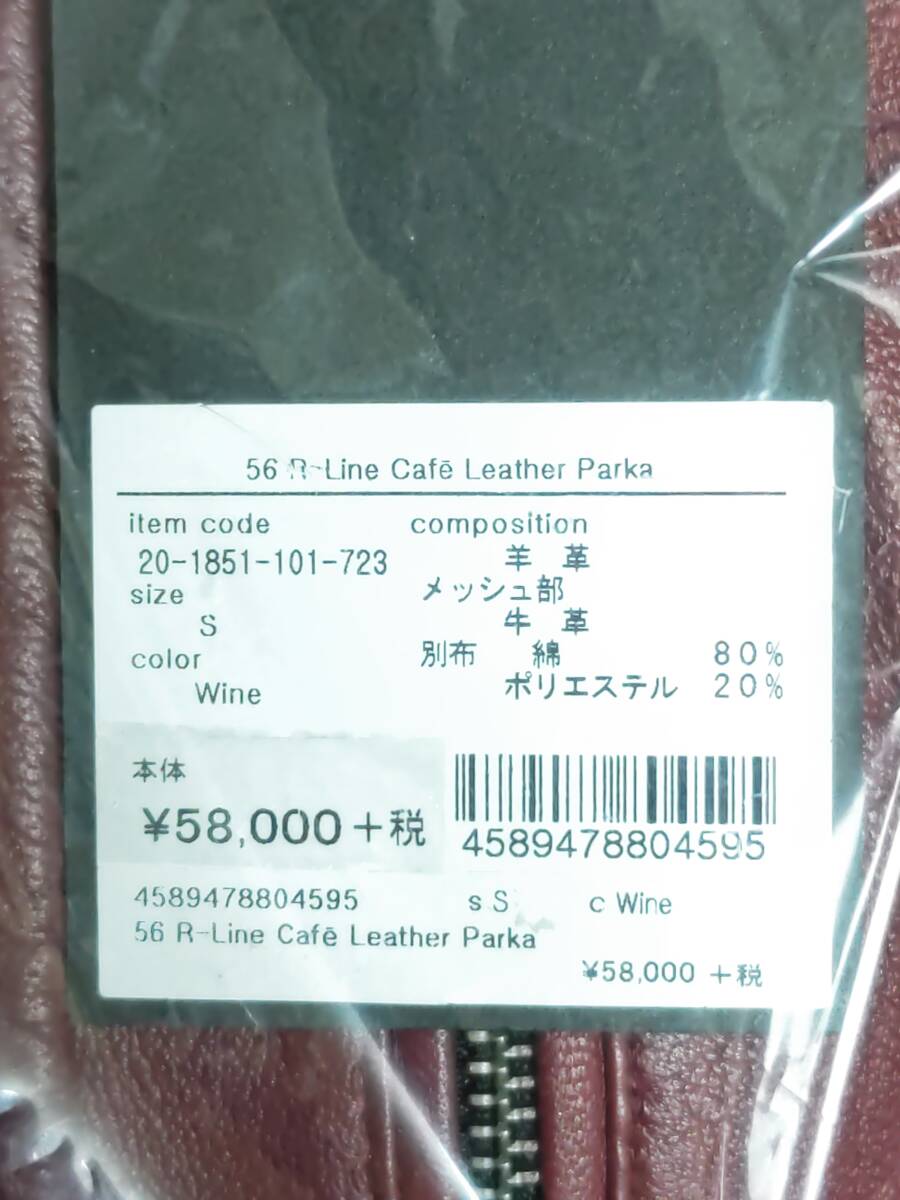 56 R-Line Cafē Leather Parka
item code
20-1851-101-723
size
S
color
Wine
composition
羊 革
メッシュ部
牛 革
別布 綿 80%
ポリエステル 20%
本体
¥58,000+税
4589478804595
4589478804595 s S c Wine
56 R-Line Cafē Leather Parka
¥58,000 +税